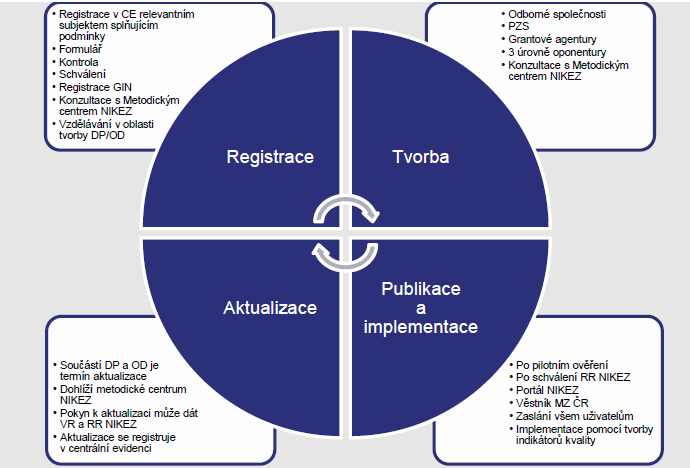 • Registrace v CE relevantním
subjektem splňujícím
podmínky
• Formulář
• Kontrola
• Schválení
• Registrace GIN
• Konzultace s Metodickým
centrem NIKEZ
• Vzdělávání v oblasti
tvorby DP/OD
• Odborné společnosti
• PZS
• Grantové agentury
• 3 úrovně oponentury
• Konzultace s Metodickým
centrem NIKEZ
Registrace
Tvorba
Aktualizace
Publikace
a
implementace
• Součástí DP a OD je
termín aktualizace
• Dohlíží metodické centrum
NIKEZ
• Pokyn k aktualizaci může dát
VR a RR NIKEZ
• Aktualizace se registruje
v centrální evidenci
• Po pilotním ověření
• Po schválení RR NIKEZ
• Portál NIKEZ
• Věstník MZ ČR
• Zaslání všem uživatelům
• Implementace pomocí tvorby
indikátorů kvality